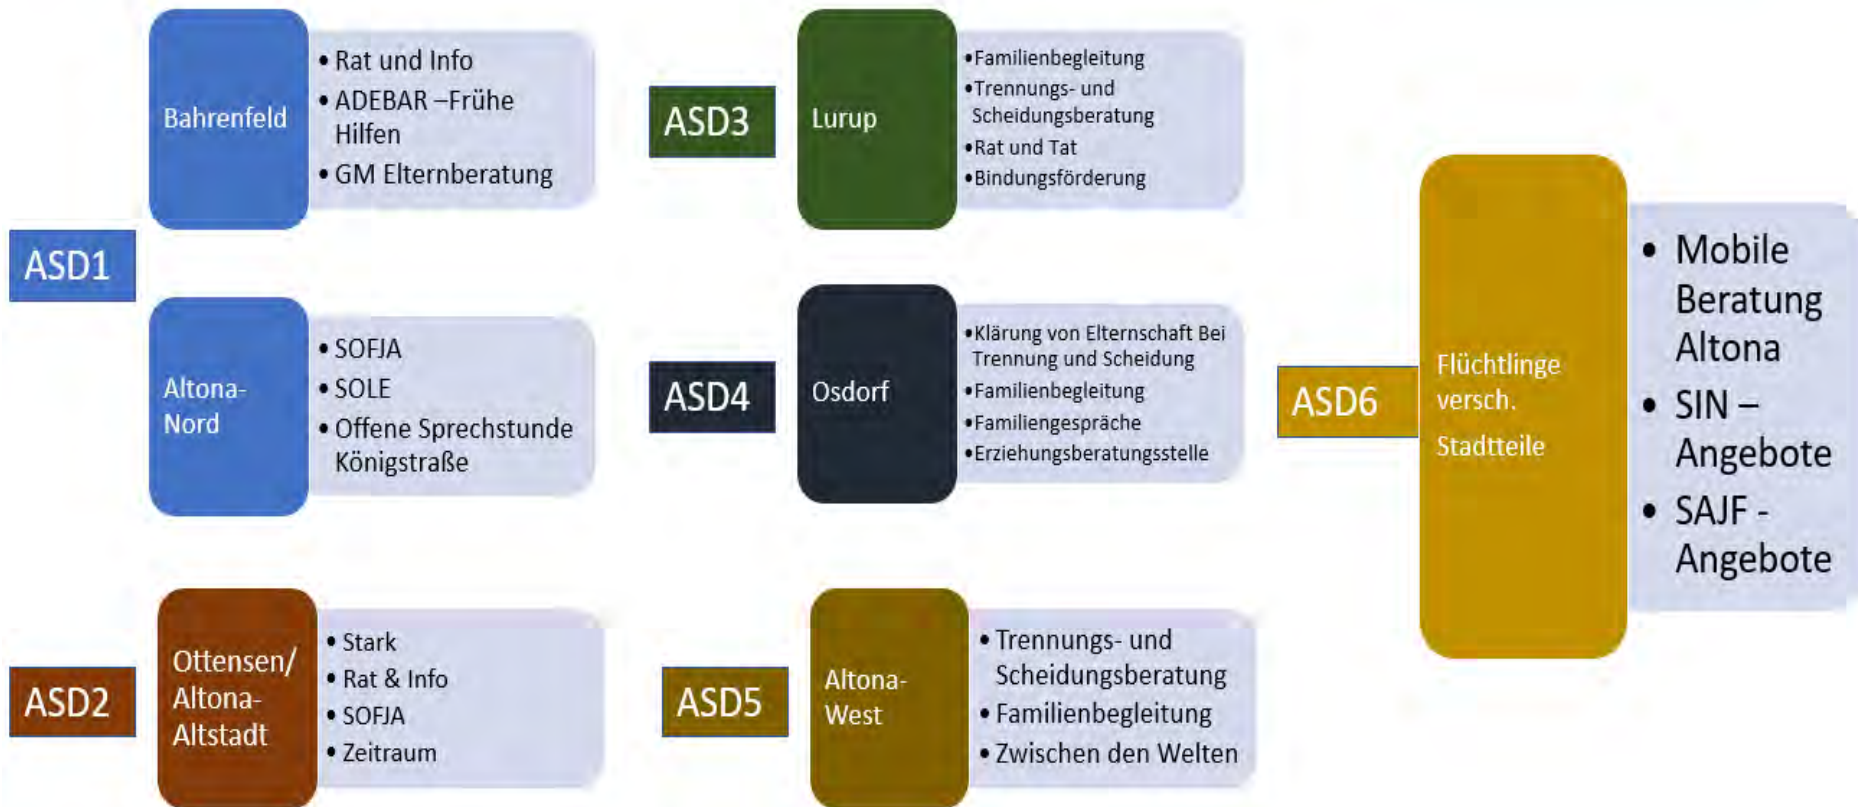 ASD1
Bahrenfeld
• Rat und Info
• ADEBAR –Frühe
Hilfen
• GM Elternberatung
Altona-
Nord
• SOFJA
• SOLE
• Offene Sprechstunde
Königstraße
ASD2
Ottensen/
Altona-
Altstadt
• Stark
• Rat & Info
• SOFJA
• Zeitraum
ASD3
Lurup
•Familienbegleitung
•Trennungs- und
Scheidungsberatung
•Rat und Tat
•Bindungsförderung
ASD4
Osdorf
•Klärung von Elternschaft Bei
Trennung und Scheidung
•Familienbegleitung
•Familiengespräche
•Erziehungsberatungsstelle
ASD5
Altona-
West
• Trennungs- und
Scheidungsberatung
• Familienbegleitung
• Zwischen den Welten
ASD6
Flüchtlinge
versch.
Stadtteile
• Mobile
Beratung
Altona
• SIN –
Angebote
• SAJF -
Angebote